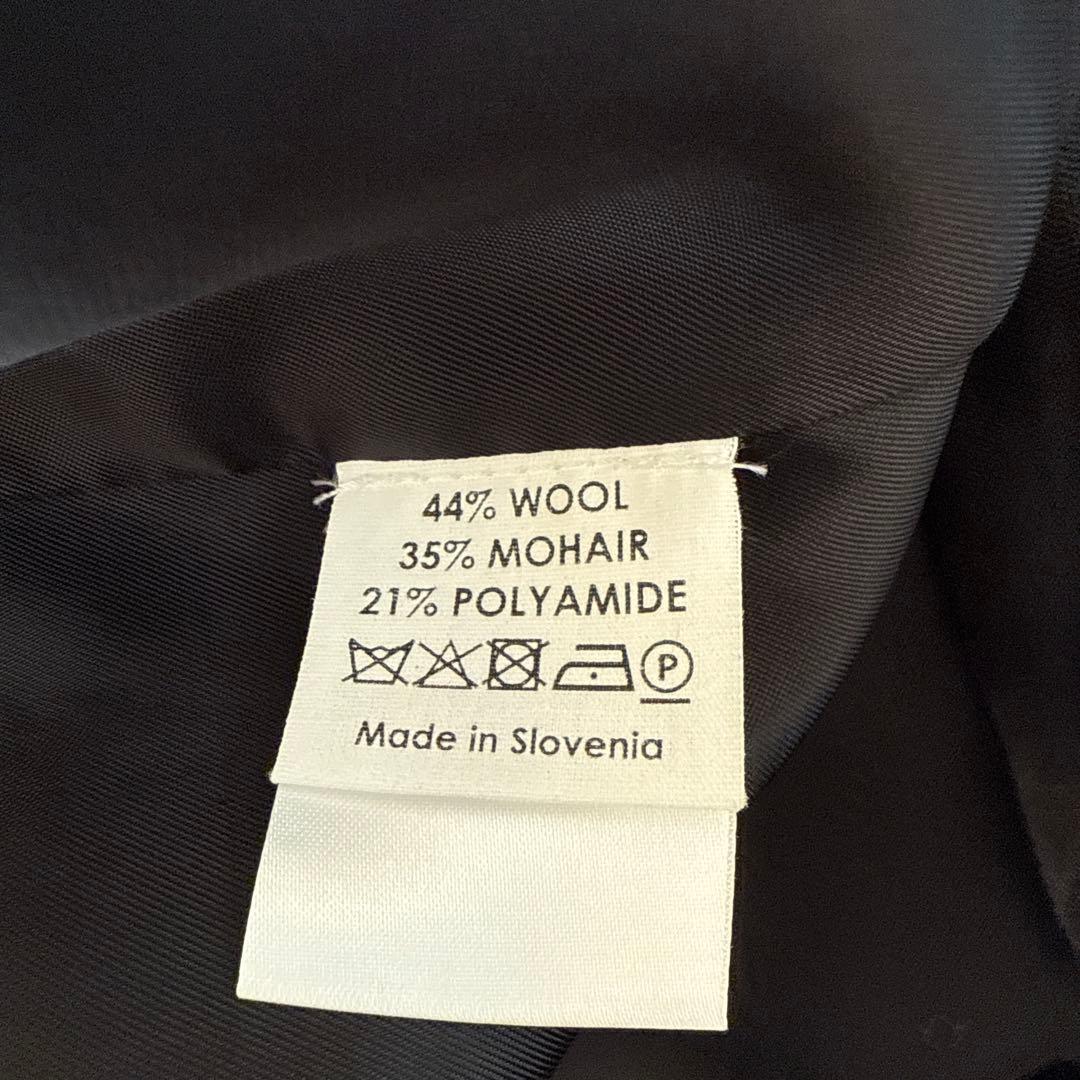 44% WOOL
35% MOHAIR
21% POLYAMIDE
P
Made in Slovenia